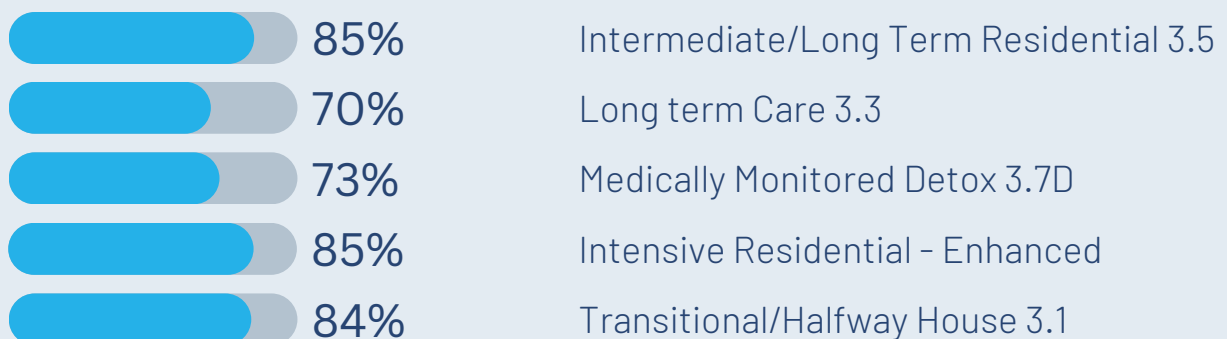 85% Intermediate/Long Term Residential 3.5
70% Long term Care 3.3
73% Medically Monitored Detox 3.7D
85% Intensive Residential - Enhanced
84% Transitional/Halfway House 3.1